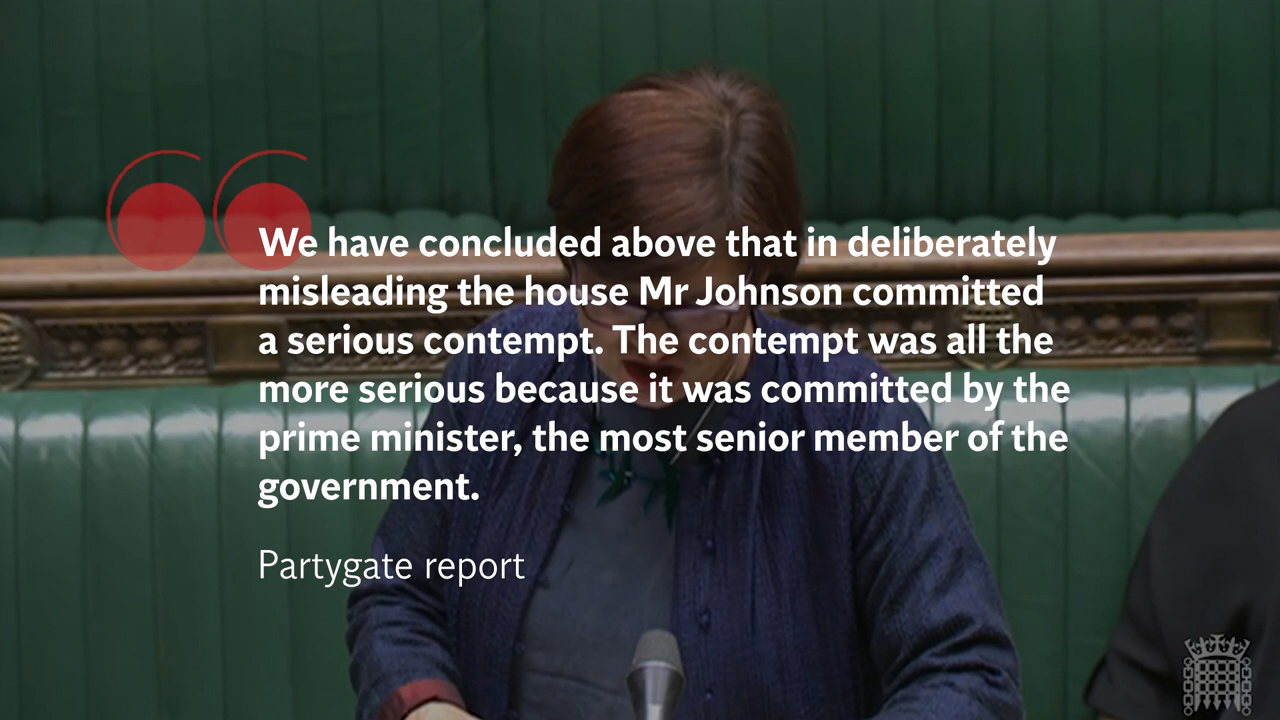 We have concluded above that in deliberately
misleading the house Mr Johnson committed
a serious contempt. The contempt was all the
more serious because it was committed by the
prime minister, the most senior member of the
government.
Partygate report